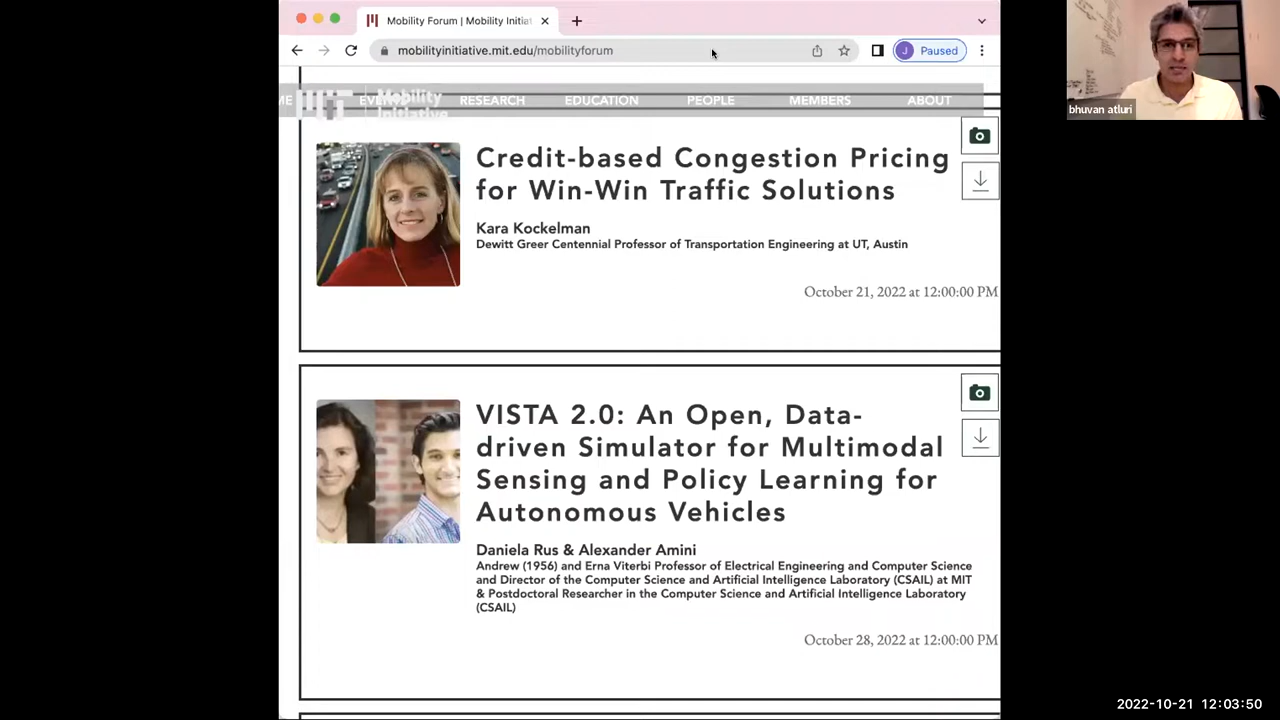 Mobility Forum | Mobility Initia
mobilityinitiative.mit.edu/mobilityforum
J Paused
ME EVENTS RESEARCH EDUCATION PEOPLE MEMBERS ABOUT
MIT Mobility
Initiative
bhuvan atluri
Credit-based Congestion Pricing
for Win-Win Traffic Solutions
Kara Kockelman
Dewitt Greer Centennial Professor of Transportation Engineering at UT, Austin
October 21, 2022 at 12:00:00 PM
VISTA 2.0: An Open, Data-
driven Simulator for Multimodal
Sensing and Policy Learning for
Autonomous Vehicles
Daniela Rus & Alexander Amini
Andrew (1956) and Erna Viterbi Professor of Electrical Engineering and Computer Science
and Director of the Computer Science and Artificial Intelligence Laboratory (CSAIL) at MIT
& Postdoctoral Researcher in the Computer Science and Artificial Intelligence Laboratory
(CSAIL)
October 28, 2022 at 12:00:00 PM
2022-10-21 12:03:50